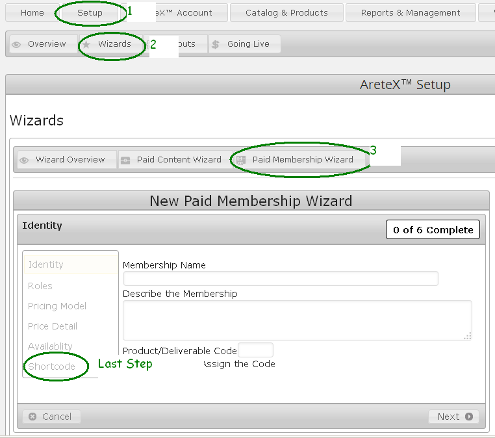 Home Setup 1 eX™ Account Catalog & Products Reports & Management
Overview Wizards 2 outs Going Live
AreteX™ Setup
Wizards
Wizard Overview Paid Content Wizard Paid Membership Wizard 3
New Paid Membership Wizard
Identity 0 of 6 Complete
Identity
Roles
Pricing Model
Price Detail
Availablity
Shortcode Last Step
Membership Name
Describe the Membership
Product/Deliverable Code
Assign the Code
Cancel Next